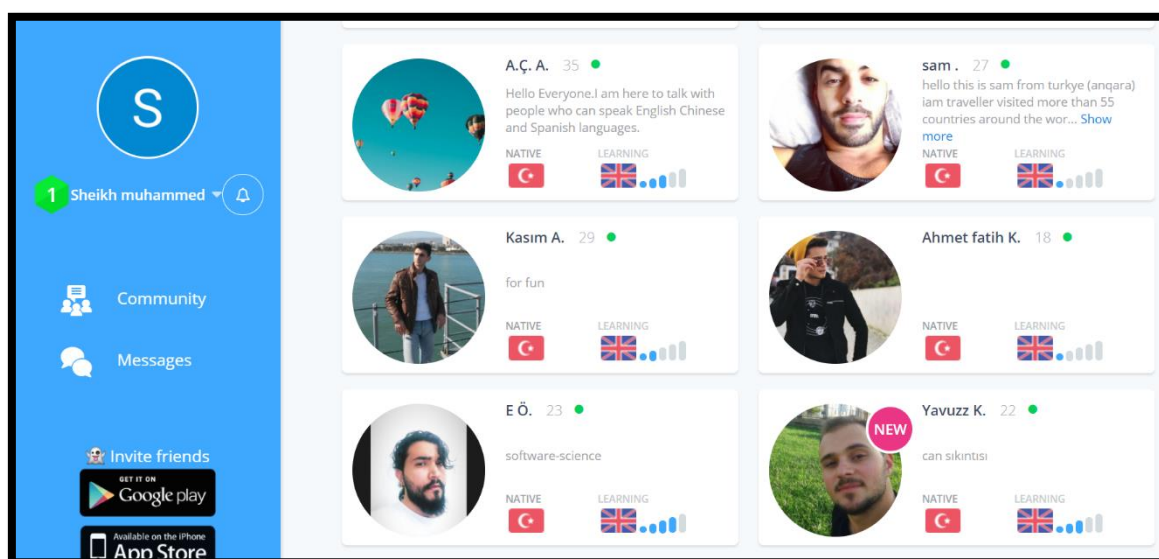 S
1 Sheikh muhammed
Community
Messages
Invite friends
GET IT ON
Google play
Available on the iPhone
App Store
A.Ç. A. 35
Hello Everyone.I am here to talk with
people who can speak English Chinese
and Spanish languages.
NATIVE LEARNING
sam . 27
hello this is sam from turkye (anqara)
iam traveller visited more than 55
countries around the wor... Show
more
NATIVE LEARNING
Kasım A. 29
for fun
NATIVE LEARNING
Ahmet fatih K. 18
NATIVE LEARNING
E Ö. 23
software-science
NATIVE LEARNING
NEW
Yavuzz K. 22
can sıkıntısı
NATIVE LEARNING